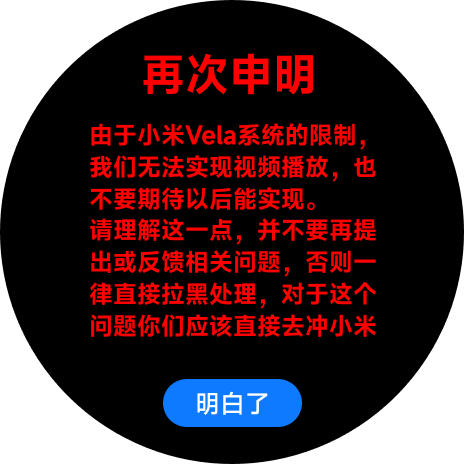 再次申明
由于小米Vela系统的限制，
我们无法实现视频播放，也
不要期待以后能实现。
请理解这一点，并不要再提
出或反馈相关问题，否则一
律直接拉黑处理，对于这个
问题你们应该直接去冲小米
明白了